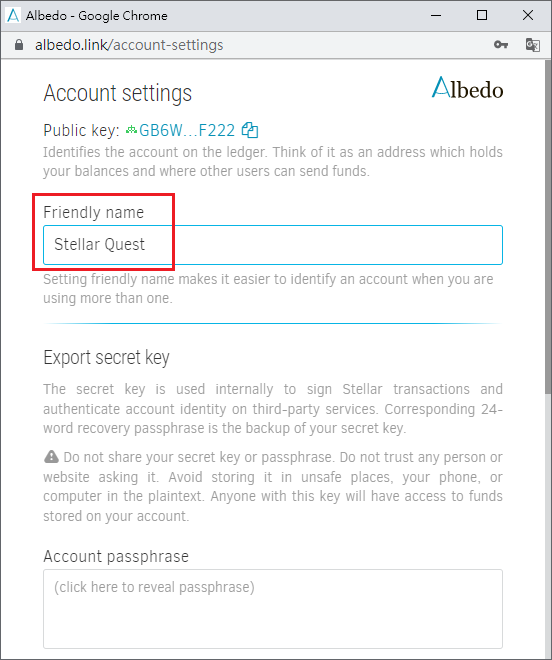 Albedo - Google Chrome
albedo.link/account-settings
Account settings
Albedo
Public key: GB6W...F222
Identifies the account on the ledger. Think of it as an address which holds
your balances and where other users can send funds.
Friendly name
Stellar Quest
Setting friendly name makes it easier to identify an account when you are
using more than one.
Export secret key
The secret key is used internally to sign Stellar transactions and
authenticate account identity on third-party services. Corresponding 24-
word recovery passphrase is the backup of your secret key.
Do not share your secret key or passphrase. Do not trust any person or
website asking it. Avoid storing it in unsafe places, your phone, or
computer in the plaintext. Anyone with this key will have access to funds
stored on your account.
Account passphrase
(click here to reveal passphrase)